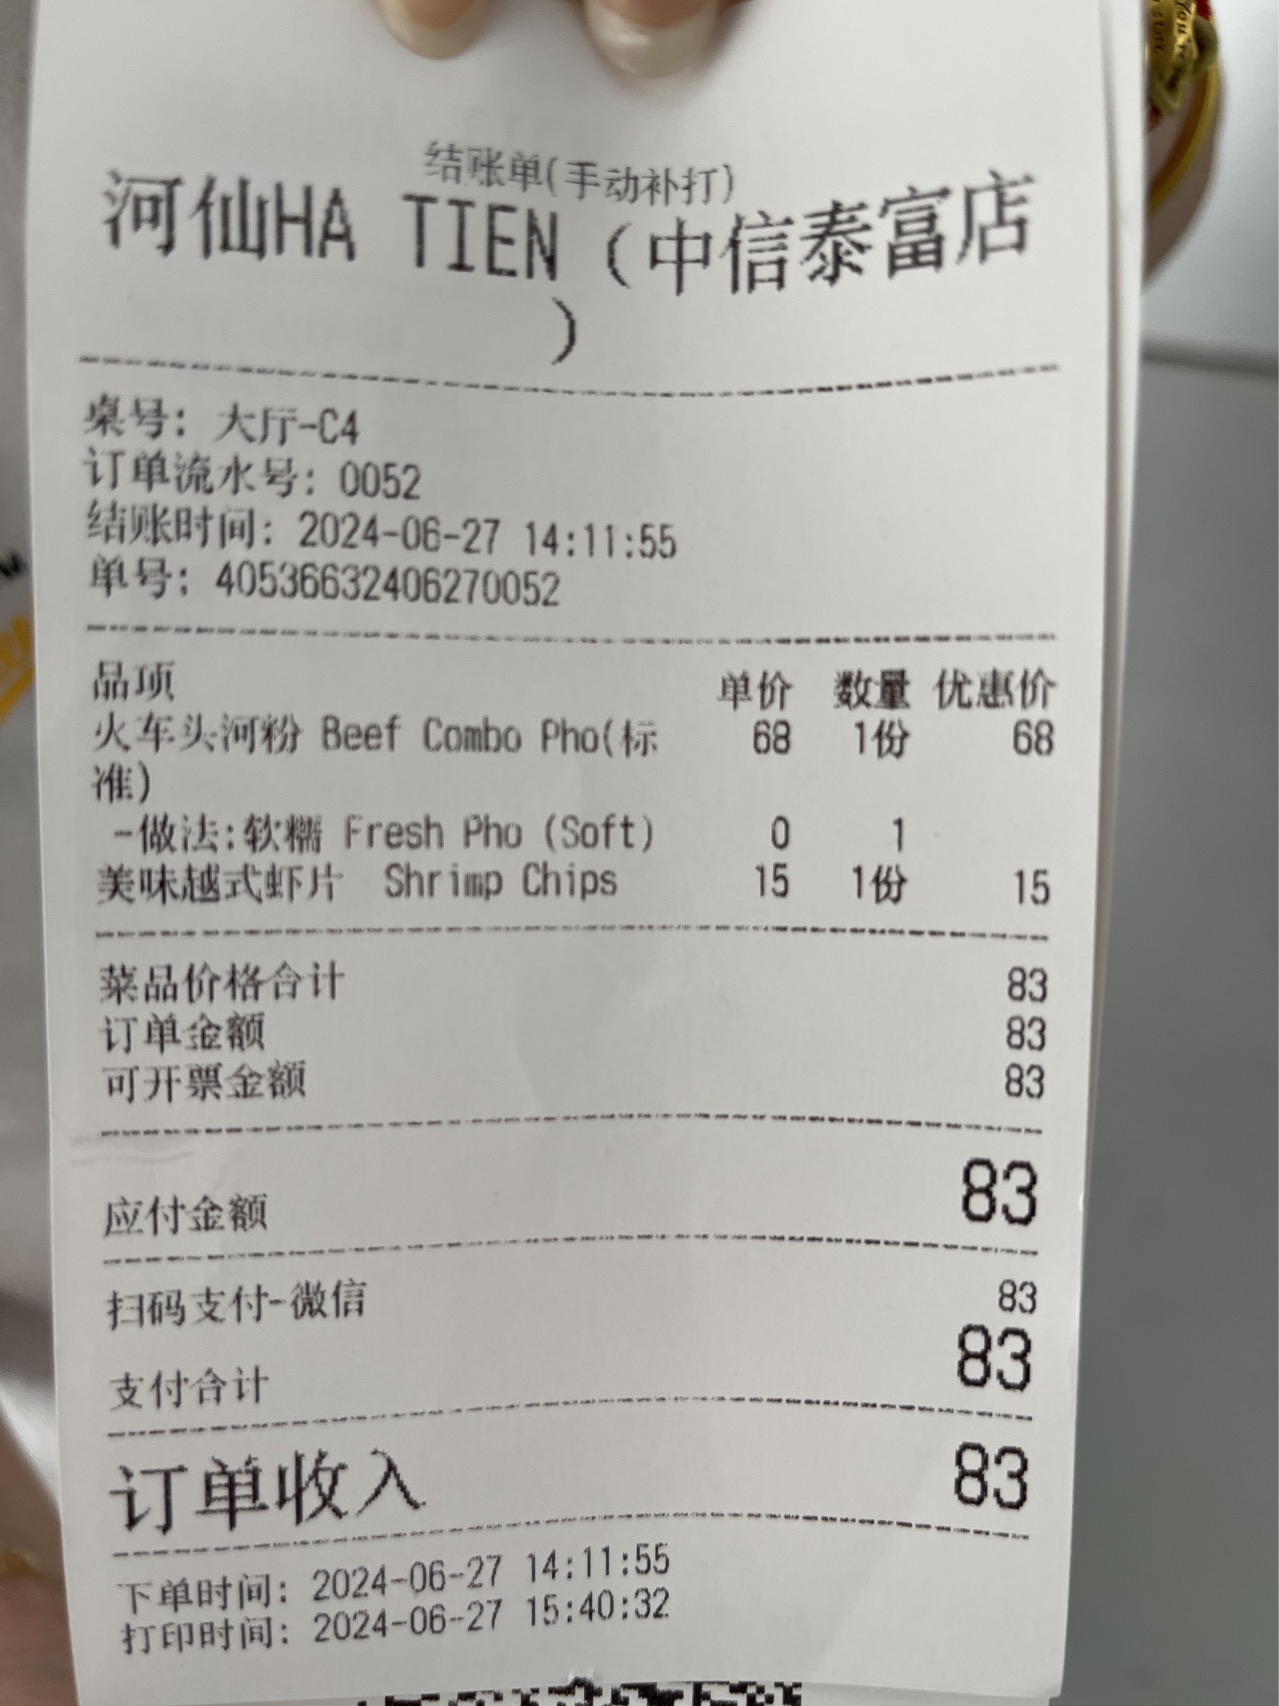 结账单(手动补打)
河仙HA TIEN (中信泰富店
)
桌号: 大厅-C4
订单流水号: 0052
结账时间: 2024-06-27 14:11:55
单号: 40536632406270052
品项 单价 数量 优惠价
火车头河粉 Beef Combo Pho(标 68 1份 68
准)
-做法:软糯 Fresh Pho (Soft) 0 1
美味越式虾片 Shrimp Chips 15 1份 15
菜品价格合计 83
订单金额 83
可开票金额 83
应付金额 83
扫码支付-微信 83
支付合计 83
订单收入 83
下单时间: 2024-06-27 14:11:55
打印时间: 2024-06-27 15:40:32